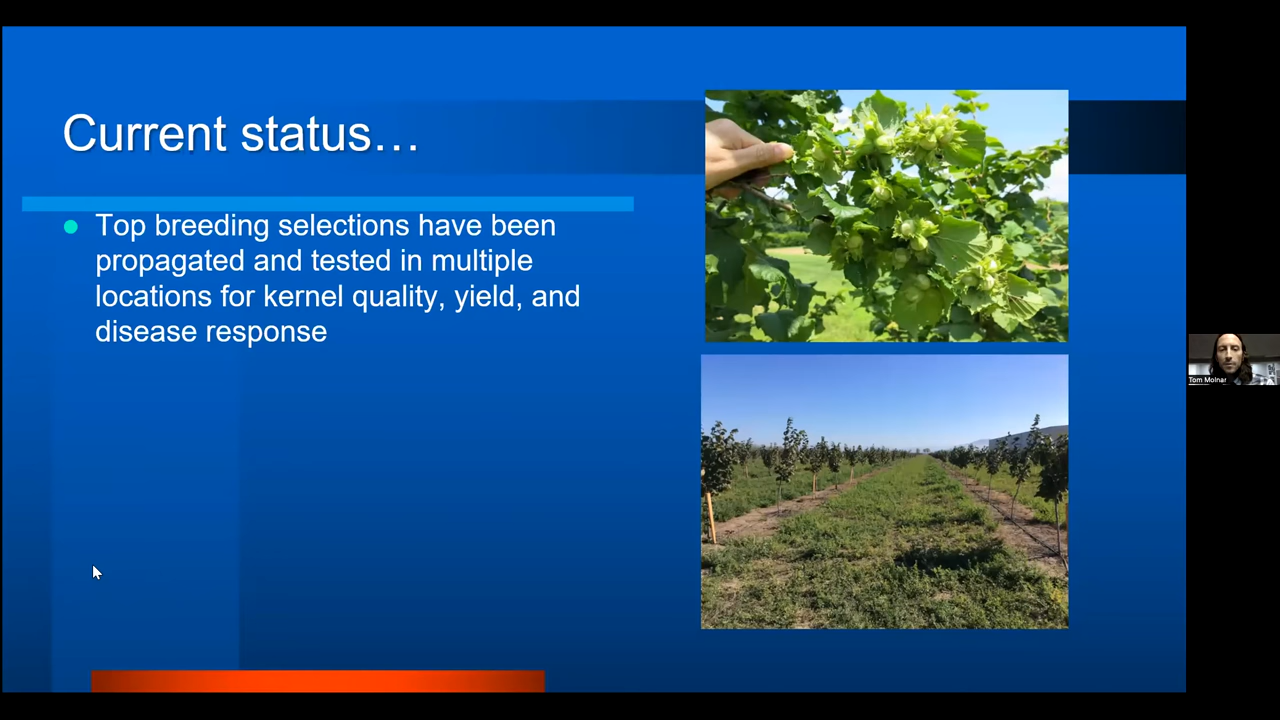 Current status…
Top breeding selections have been
propagated and tested in multiple
locations for kernel quality, yield, and
disease response
Tom Molnar